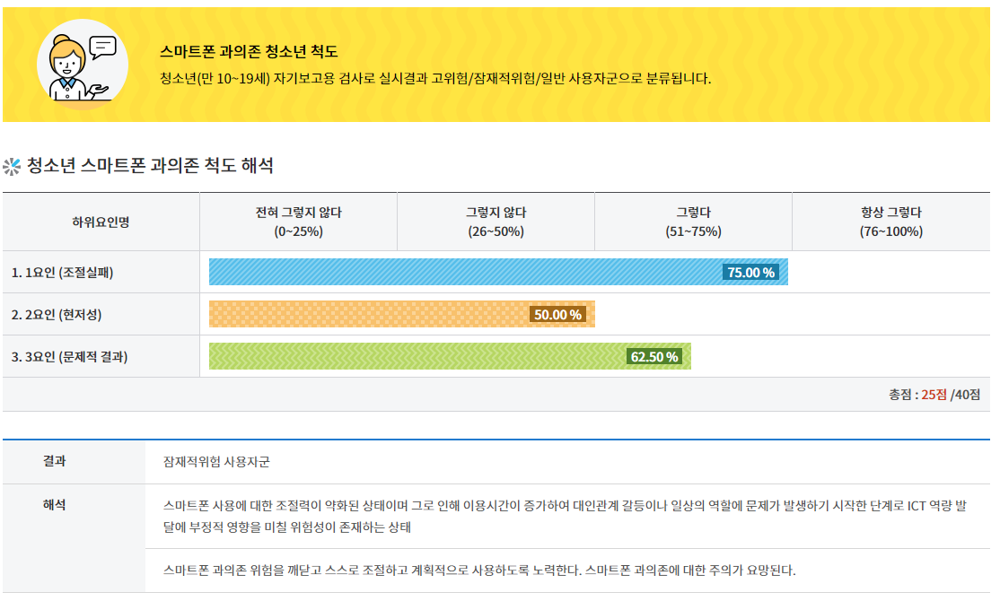 스마트폰 과의존 청소년 척도
청소년(만 10~19세) 자기보고용 검사로 실시결과 고위험/잠재적위험/일반 사용자군으로 분류됩니다.
청소년 스마트폰 과의존 척도 해석
하위요인명
전혀 그렇지 않다
(0~25%)
그렇지 않다
(26~50%)
그렇다
(51~75%)
항상 그렇다
(76~100%)
1. 1요인 (조절실패)
75.00 %
2. 2요인 (현저성)
50.00 %
3. 3요인 (문제적 결과)
62.50 %
총점 : 25점 /40점
결과
잠재적위험 사용자군
해석
스마트폰 사용에 대한 조절력이 약화된 상태이며 그로 인해 이용시간이 증가하여 대인관계 갈등이나 일상의 역할에 문제가 발생하기 시작한 단계로 ICT 역량 발
달에 부정적 영향을 미칠 위험성이 존재하는 상태
스마트폰 과의존 위험을 깨닫고 스스로 조절하고 계획적으로 사용하도록 노력한다. 스마트폰 과의존에 대한 주의가 요망된다.